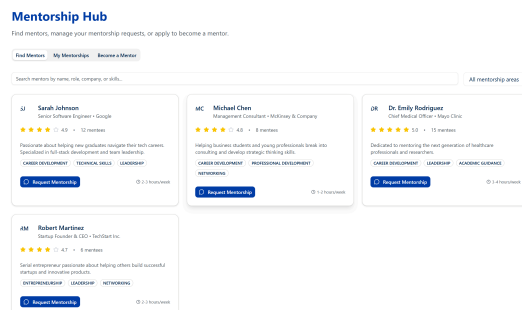 Mentorship Hub
Find mentors, manage your mentorship requests, or apply to become a mentor.
Find Mentors My Mentorships Become a Mentor
Search mentors by name, role, company, or skills...
All mentorship areas
SJ Sarah Johnson
Senior Software Engineer • Google
4.9 • 12 mentees
Passionate about helping new graduates navigate their tech careers.
Specialized in full-stack development and team leadership.
CAREER DEVELOPMENT TECHNICAL SKILLS LEADERSHIP
Request Mentorship 2-3 hours/week
MC Michael Chen
Management Consultant • McKinsey & Company
4.8 • 8 mentees
Helping business students and young professionals break into
consulting and develop strategic thinking skills.
CAREER DEVELOPMENT PROFESSIONAL DEVELOPMENT
NETWORKING
Request Mentorship 1-2 hours/week
DR Dr. Emily Rodriguez
Chief Medical Officer • Mayo Clinic
5.0 • 15 mentees
Dedicated to mentoring the next generation of healthcare
professionals and researchers.
CAREER DEVELOPMENT LEADERSHIP ACADEMIC GUIDANCE
Request Mentorship 3-4 hours/week
RM Robert Martinez
Startup Founder & CEO • TechStart Inc.
4.7 • 6 mentees
Serial entrepreneur passionate about helping others build successful
startups and innovative products.
ENTREPRENEURSHIP LEADERSHIP NETWORKING
Request Mentorship 2-3 hours/week